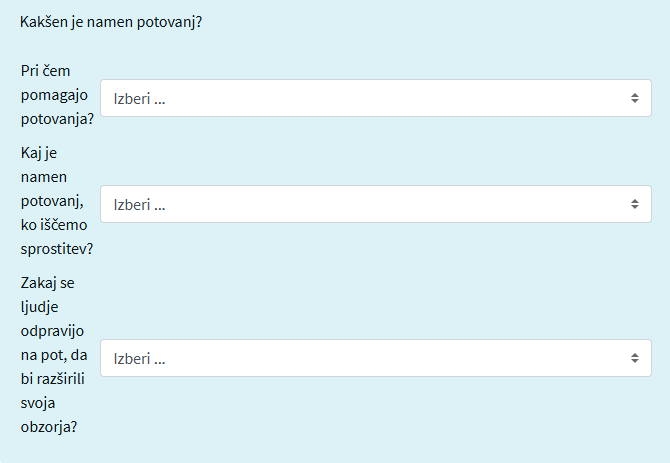 Kakšen je namen potovanj?
Pri čem
pomagajo
potovanja?
Izberi ...
Kaj je
namen
potovanj,
ko iščemo
sprostitev?
Izberi ...
Zakaj se
ljudje
odpravijo
na pot, da
bi razširili
svoja
obzorja?
Izberi ...